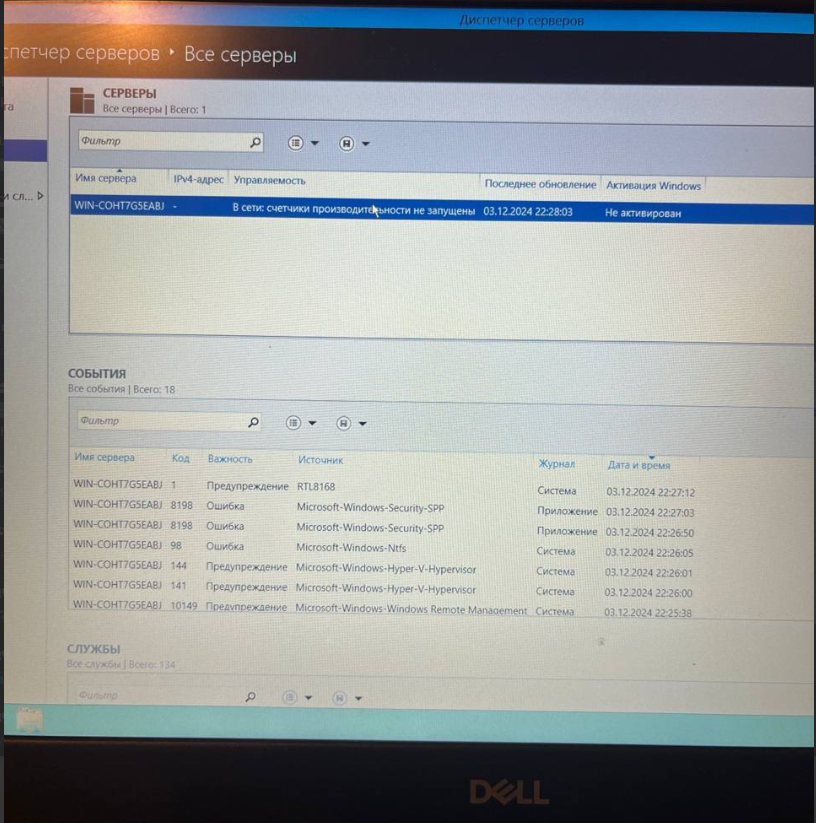 Диспетчер серверов
спетчер серверов ‣ Все серверы
СЕРВЕРЫ
Все серверы | Всего: 1
Фильтр
Имя сервера IPv4-адрес Управляемость Последнее обновление Активация Windows
WIN-COHT7G5EABJ - В сети: счетчики производительности не запущены 03.12.2024 22:28:03 Не активирован
и сл...
СОБЫТИЯ
Все события | Всего: 18
Фильтр
Имя сервера Код Важность Источник Журнал Дата и время
WIN-COHT7G5EABJ 1 Предупреждение RTL8168 Система 03.12.2024 22:27:12
WIN-COHT7G5EABJ 8198 Ошибка Microsoft-Windows-Security-SPP Приложение 03.12.2024 22:27:03
WIN-COHT7G5EABJ 8198 Ошибка Microsoft-Windows-Security-SPP Приложение 03.12.2024 22:26:50
WIN-COHT7G5EABJ 98 Ошибка Microsoft-Windows-Ntfs Система 03.12.2024 22:26:05
WIN-COHT7G5EABJ 144 Предупреждение Microsoft-Windows-Hyper-V-Hypervisor Система 03.12.2024 22:26:01
WIN-COHT7G5EABJ 141 Предупреждение Microsoft-Windows-Hyper-V-Hypervisor Система 03.12.2024 22:26:00
WIN-COHT7G5EABJ 10149 Предупреждение Microsoft-Windows-Windows Remote Management Система 03.12.2024 22:25:38
СЛУЖБЫ
Все службы | Всего: 134
Фильтр
DELL